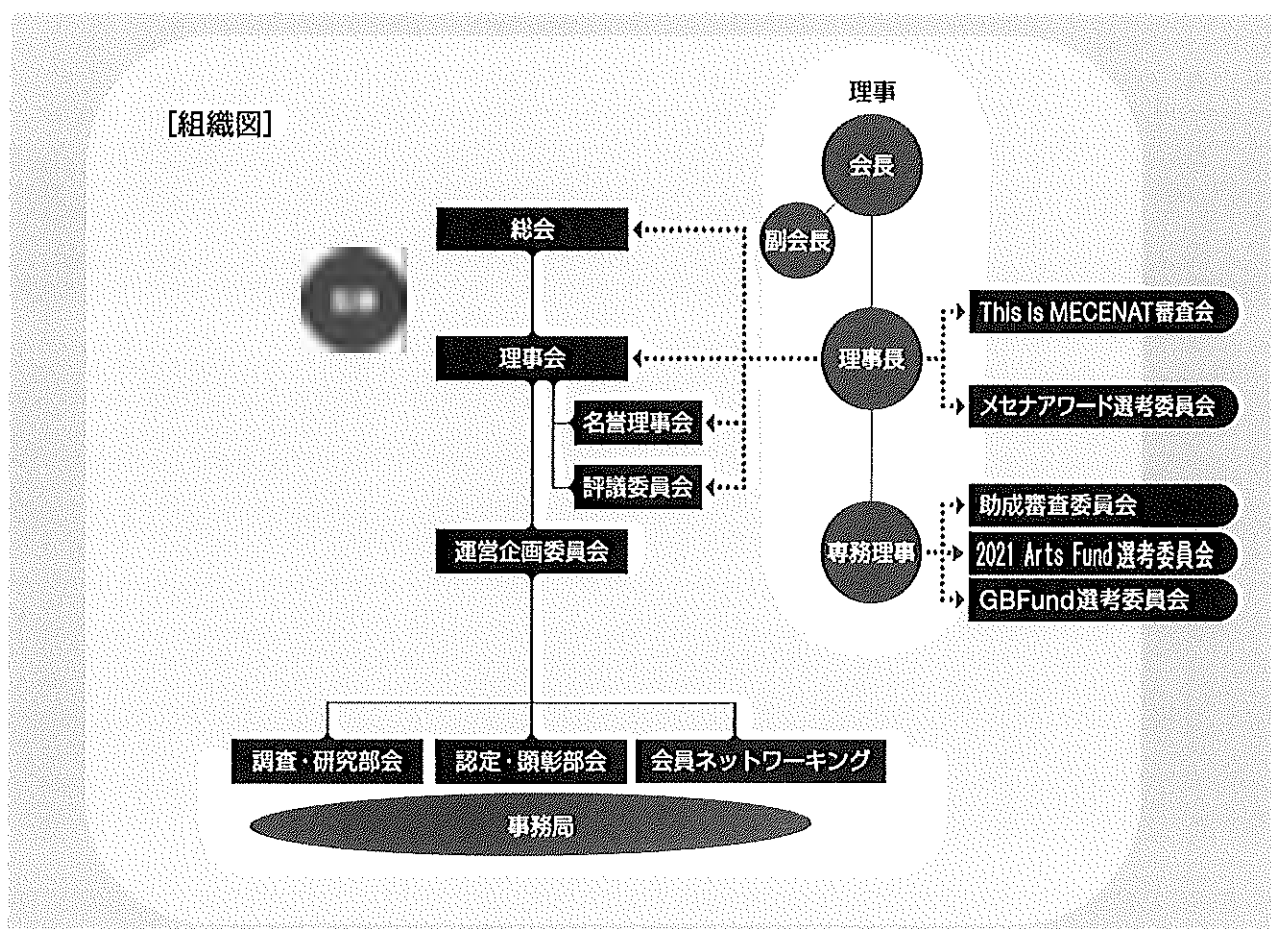 [組織図]
理事
会長
副会長
総会
This is MECENAT審査会
理事会
理事長
メセナアワード選考委員会
名誉理事会
評議委員会
助成審査委員会
運営企画委員会
専務理事
2021 Arts Fund選考委員会
GBFund選考委員会
調査・研究部会
認定・顕彰部会
会員ネットワーキング
事務局